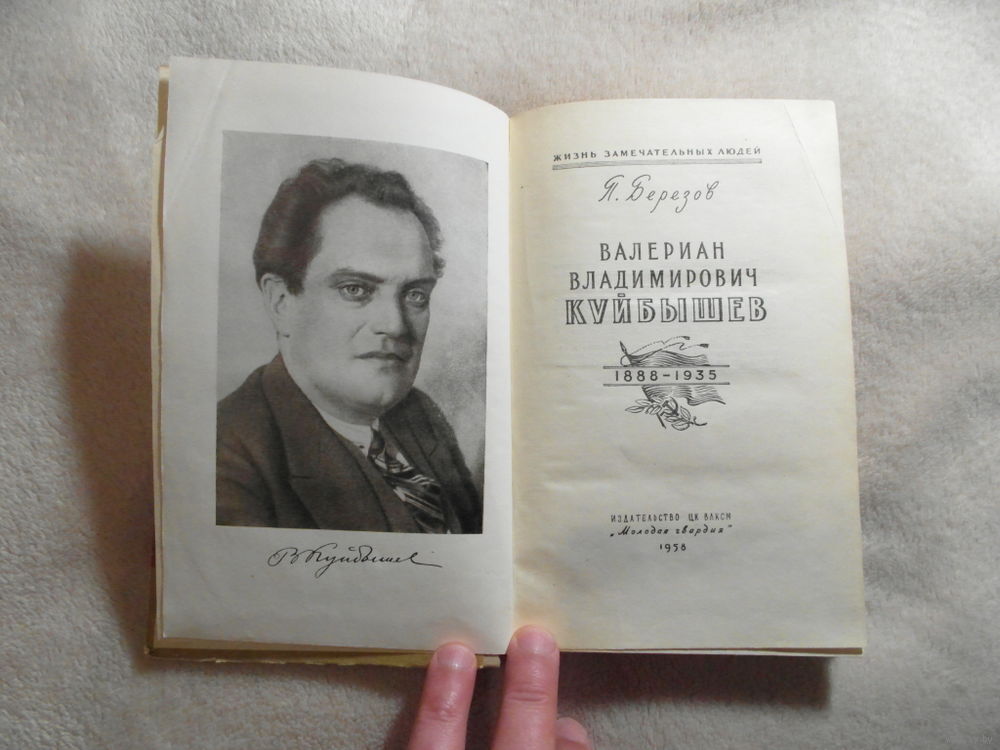 В Куйбышев
ЖИЗНЬ ЗАМЕЧАТЕЛЬНЫХ ЛЮДЕЙ
П. Березов
ВАЛЕРИАН
ВЛАДИМИРОВИЧ
КУЙБЫШЕВ
1888-1935
ИЗДАТЕЛЬСТВО ЦК ВЛКСМ
„Молодая гвардия"
1958